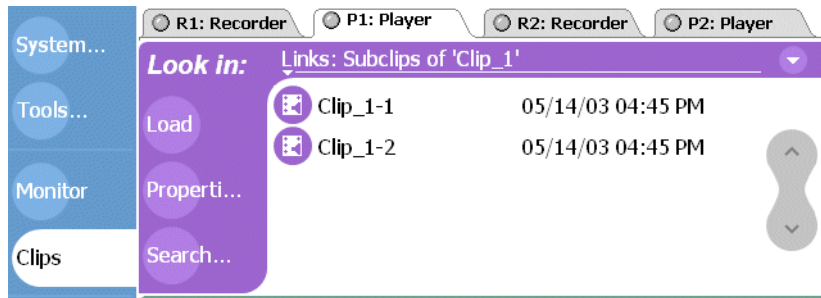 R1: Recorder P1: Player R2: Recorder P2: Player
System...
Look in: Links: Subclips of 'Clip_1'
Clip_1-1 05/14/03 04:45 PM
Tools...
Load
Clip_1-2 05/14/03 04:45 PM
Monitor
Properti...
Clips
Search...